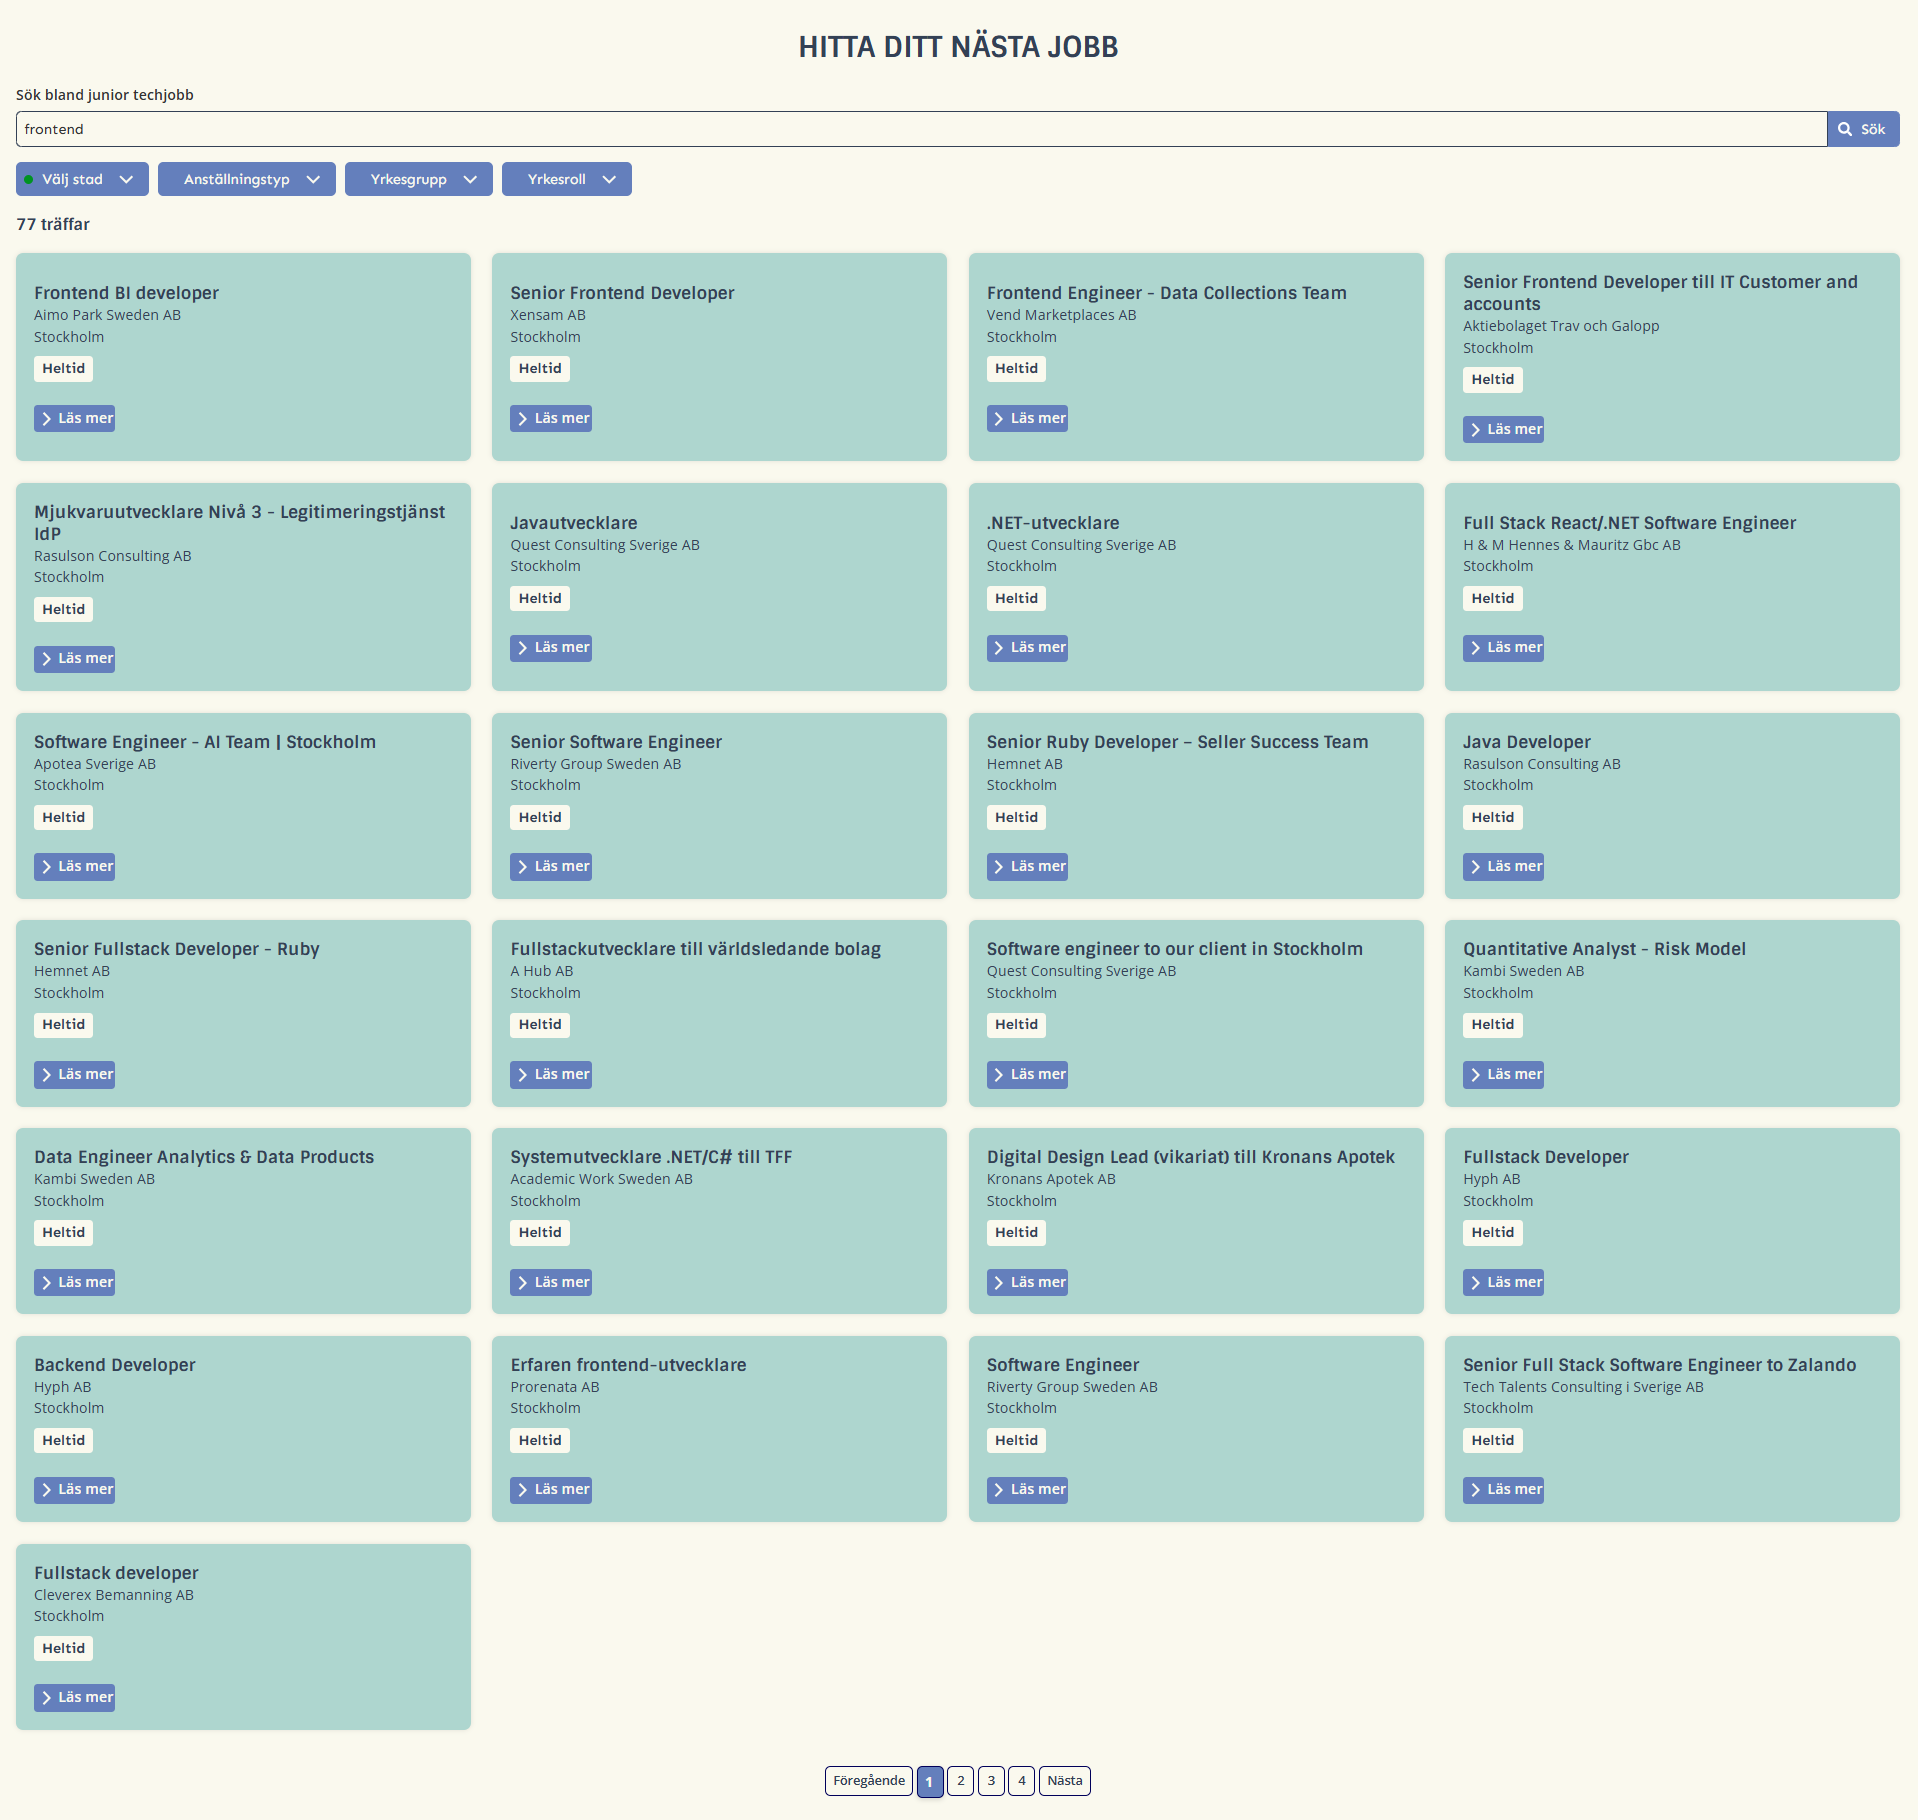 HITTA DITT NÄSTA JOBB
Sök bland junior techjobb
frontend
Sök
Välj stad
Anställningstyp
Yrkesgrupp
Yrkesroll
77 träffar
Frontend BI developer
Aimo Park Sweden AB
Stockholm
Heltid
Läs mer
Senior Frontend Developer
Xensam AB
Stockholm
Heltid
Läs mer
Frontend Engineer - Data Collections Team
Vend Marketplaces AB
Stockholm
Heltid
Läs mer
Senior Frontend Developer till IT Customer and
accounts
Aktiebolaget Trav och Galopp
Stockholm
Heltid
Läs mer
Mjukvaruutvecklare Nivå 3 - Legitimeringstjänst
IdP
Rasulson Consulting AB
Stockholm
Heltid
Läs mer
Javautvecklare
Quest Consulting Sverige AB
Stockholm
Heltid
Läs mer
.NET-utvecklare
Quest Consulting Sverige AB
Stockholm
Heltid
Läs mer
Full Stack React/.NET Software Engineer
H & M Hennes & Mauritz Gbc AB
Stockholm
Heltid
Läs mer
Software Engineer - AI Team | Stockholm
Apotea Sverige AB
Stockholm
Heltid
Läs mer
Senior Software Engineer
Riverty Group Sweden AB
Stockholm
Heltid
Läs mer
Senior Ruby Developer – Seller Success Team
Hemnet AB
Stockholm
Heltid
Läs mer
Java Developer
Rasulson Consulting AB
Stockholm
Heltid
Läs mer
Senior Fullstack Developer - Ruby
Hemnet AB
Stockholm
Heltid
Läs mer
Fullstackutvecklare till världsledande bolag
A Hub AB
Stockholm
Heltid
Läs mer
Software engineer to our client in Stockholm
Quest Consulting Sverige AB
Stockholm
Heltid
Läs mer
Quantitative Analyst - Risk Model
Kambi Sweden AB
Stockholm
Heltid
Läs mer
Data Engineer Analytics & Data Products
Kambi Sweden AB
Stockholm
Heltid
Läs mer
Systemutvecklare .NET/C# till TFF
Academic Work Sweden AB
Stockholm
Heltid
Läs mer
Digital Design Lead (vikariat) till Kronans Apotek
Kronans Apotek AB
Stockholm
Heltid
Läs mer
Fullstack Developer
Hyph AB
Stockholm
Heltid
Läs mer
Backend Developer
Hyph AB
Stockholm
Heltid
Läs mer
Erfaren frontend-utvecklare
Prorenata AB
Stockholm
Heltid
Läs mer
Software Engineer
Riverty Group Sweden AB
Stockholm
Heltid
Läs mer
Senior Full Stack Software Engineer to Zalando
Tech Talents Consulting i Sverige AB
Stockholm
Heltid
Läs mer
Fullstack developer
Cleverex Bemanning AB
Stockholm
Heltid
Läs mer
Föregående 1 2 3 4 Nästa